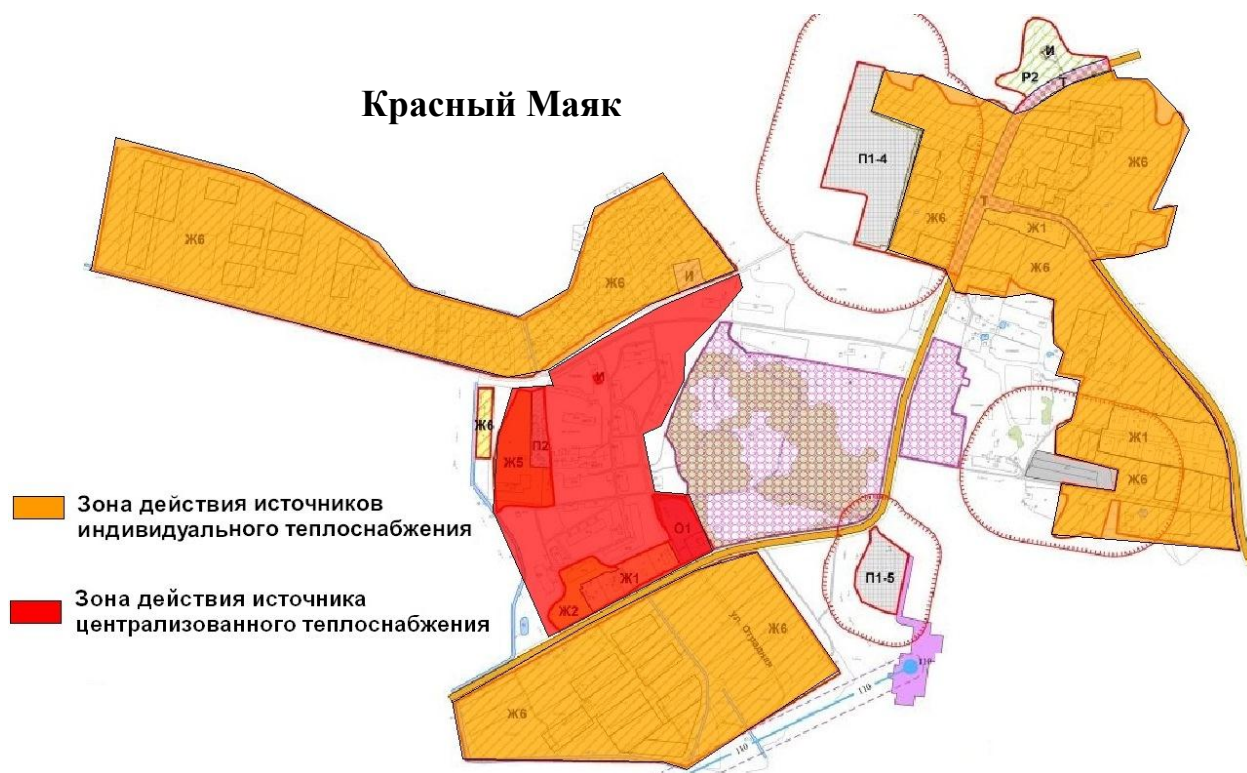 Красный Маяк
И
Р2
Т
П1-4
Ж6
Ж6
Т
Ж6
Ж1
Ж6
Ж6
И
И
Ж6
Ж5
П2
Ж1
Ж6
О1
Зона действия источников
индивидуального теплоснабжения
Ж1
Ж2
П1-5
Зона действия источника
централизованного теплоснабжения
ул. Отрадная
Ж6
110
110
Ж6
110